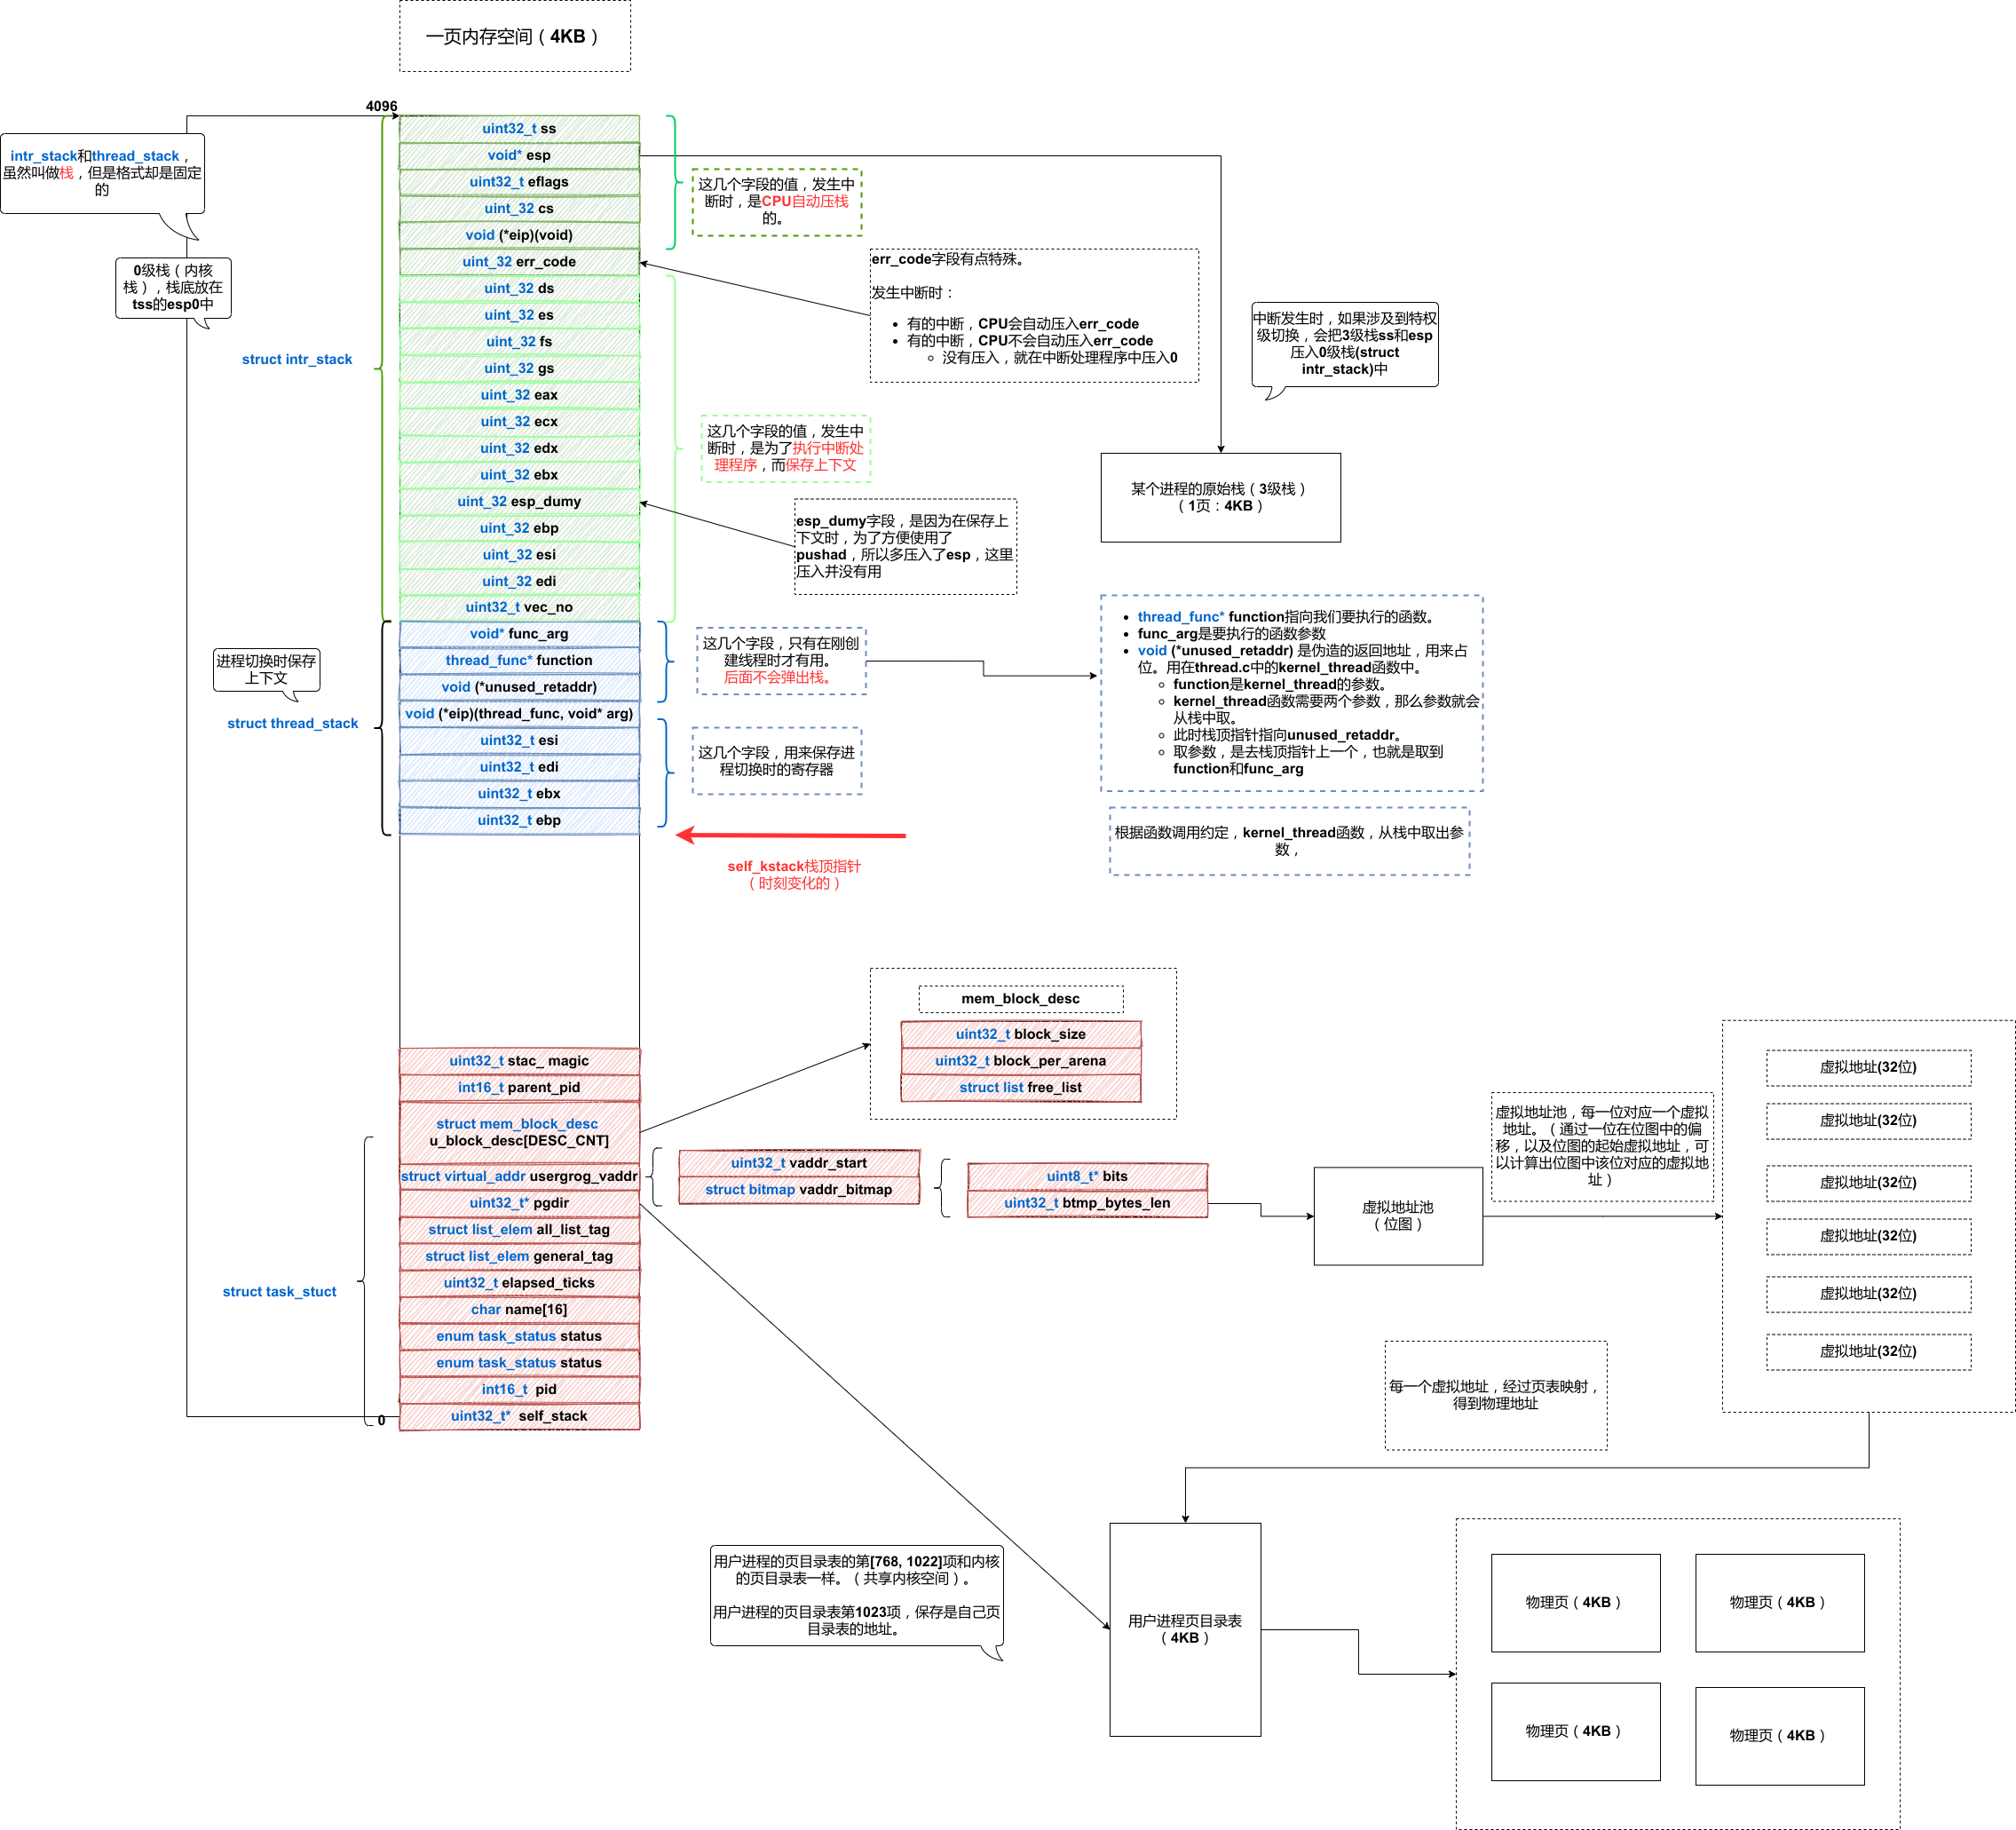 一页内存空间（4KB）
4096
intr_stack和thread_stack，
虽然叫做栈，但是格式却是固定
的
0级栈（内核
栈），栈底放在
tss的esp0中
struct intr_stack
uint32_t ss
void* esp
uint32_t eflags
uint_32 cs
void (*eip)(void)
uint_32 err_code
uint_32 ds
uint_32 es
uint_32 fs
uint_32 gs
uint_32 eax
uint_32 ecx
uint_32 edx
uint_32 ebx
uint_32 esp_dumy
uint_32 ebp
uint_32 esi
uint_32 edi
uint32_t vec_no
这几个字段的值，发生中
断时，是CPU自动压栈
的。
err_code字段有点特殊。
发生中断时：
• 有的中断，CPU会自动压入err_code
• 有的中断，CPU不会自动压入err_code
◦ 没有压入，就在中断处理程序中压入0
中断发生时，如果涉及到特权
级切换，会把3级栈ss和esp
压入0级栈(struct
intr_stack)中
这几个字段的值，发生中
断时，是为了执行中断处
理程序，而保存上下文
某个进程的原始栈（3级栈）
（1页：4KB）
esp_dumy字段，是因为在保存上
下文时，为了方便使用了
pushad，所以多压入了esp，这里
压入并没有用
进程切换时保存
上下文
struct thread_stack
void* func_arg
thread_func* function
void (*unused_retaddr)
void (*eip)(thread_func, void* arg)
uint32_t esi
uint32_t edi
uint32_t ebx
uint32_t ebp
这几个字段，只有在刚创
建线程时才有用。
后面不会弹出栈。
这几个字段，用来保存进
程切换时的寄存器
• thread_func* function指向我们要执行的函数。
• func_arg是要执行的函数参数
• void (*unused_retaddr) 是伪造的返回地址，用来占
位。用在thread.c中的kernel_thread函数中。
◦ function是kernel_thread的参数。
◦ kernel_thread函数需要两个参数，那么参数就会
从栈中取。
◦ 此时栈顶指针指向unused_retaddr。
◦ 取参数，是去栈顶指针上一个，也就是取到
function和func_arg
根据函数调用约定，kernel_thread函数，从栈中取出参
数，
self_kstack栈顶指针
（时刻变化的）
uint32_t stac_ magic
int16_t parent_pid
struct mem_block_desc
u_block_desc[DESC_CNT]
struct virtual_addr usergrog_vaddr
uint32_t* pgdir
struct list_elem all_list_tag
struct list_elem general_tag
uint32_t elapsed_ticks
char name[16]
enum task_status status
enum task_status status
int16_t  pid
uint32_t*  self_stack
struct task_stuct
0
mem_block_desc
uint32_t block_size
uint32_t block_per_arena
struct list free_list
uint32_t vaddr_start
struct bitmap vaddr_bitmap
uint8_t* bits
uint32_t btmp_bytes_len
虚拟地址池
（位图）
虚拟地址池，每一位对应一个虚拟
地址。（通过一位在位图中的偏
移，以及位图的起始虚拟地址，可
以计算出位图中该位对应的虚拟地
址）
虚拟地址(32位)
虚拟地址(32位)
虚拟地址(32位)
虚拟地址(32位)
虚拟地址(32位)
虚拟地址(32位)
每一个虚拟地址，经过页表映射，
得到物理地址
用户进程的页目录表的第[768, 1022]项和内核
的页目录表一样。（共享内核空间）。
用户进程的页目录表第1023项，保存是自己页
目录表的地址。
用户进程页目录表
（4KB）
物理页（4KB）
物理页（4KB）
物理页（4KB）
物理页（4KB）